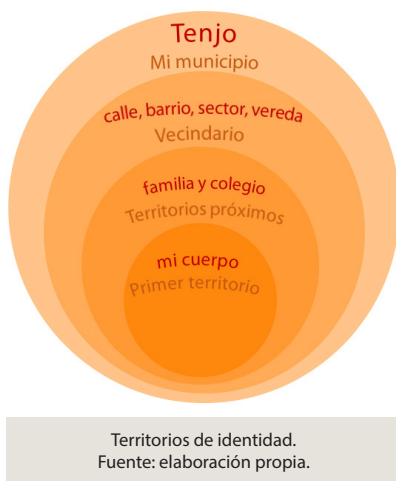 Tenjo
Mi municipio
calle, barrio, sector, vereda
Vecindario
familia y colegio
Territorios próximos
mi cuerpo
Primer territorio
Territorios de identidad.
Fuente: elaboración propia.